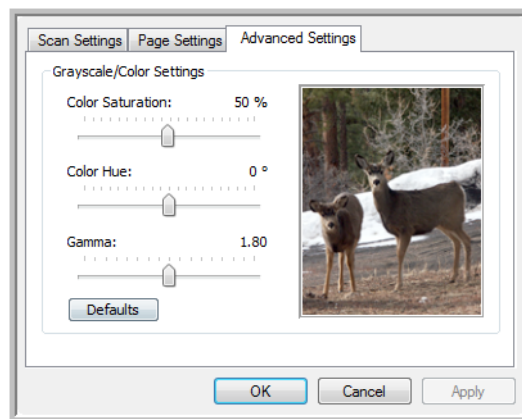 Scan Settings Page Settings Advanced Settings
Grayscale/Color Settings
Color Saturation: 50 %
Color Hue: 0 °
Gamma: 1.80
Defaults
OK Cancel Apply